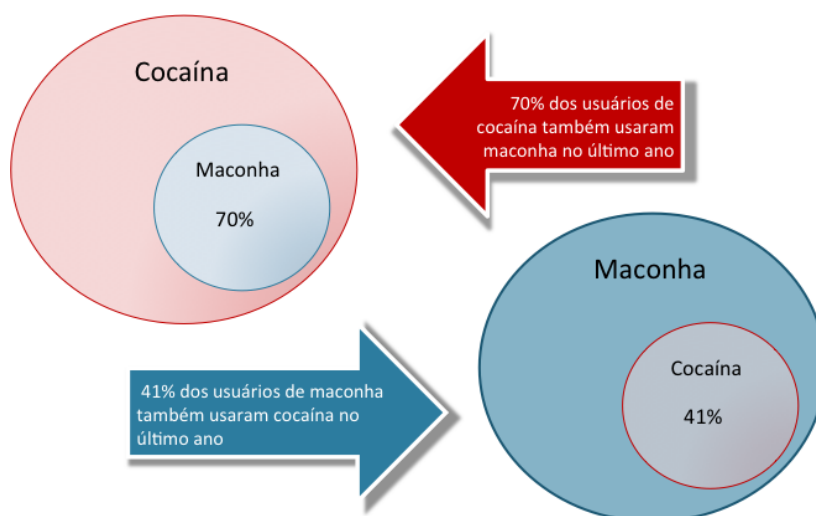 Cocaína
Maconha
70%
70% dos usuários de
cocaína também usaram
maconha no último ano
Maconha
Cocaína
41%
41% dos usuários de maconha
também usaram cocaína no
último ano